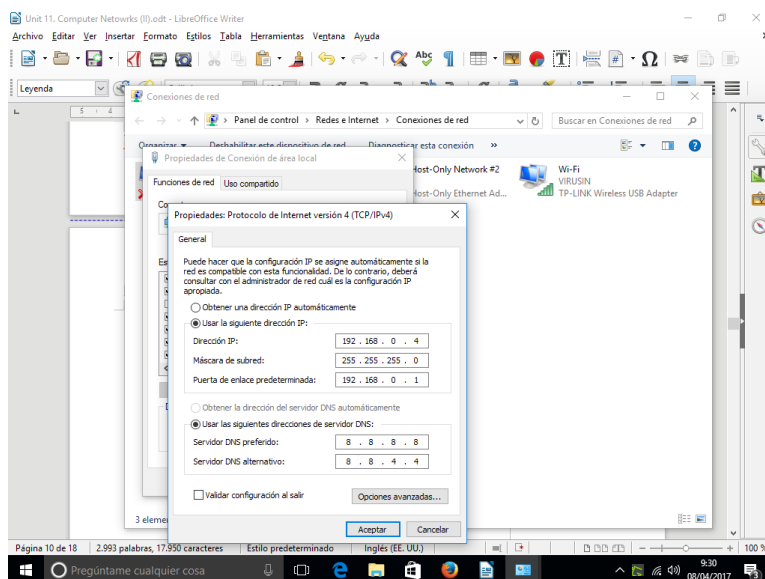 Unit 11. Computer Netowrks (II).odt - LibreOffice Writer
Archivo Editar Ver Insertar Formato Estilos Tabla Herramientas Ventana Ayuda
Leyenda
Conexiones de red
Panel de control > Redes e Internet > Conexiones de red
Buscar en Conexiones de red
Organizar Deshabilitar este dispositivo de red Diagnosticar esta conexión »
Propiedades de Conexión de área local
Host-Only Network #2
Host-Only Ethernet Ad...
Wi-Fi
VIRUSIN
TP-LINK Wireless USB Adapter
Funciones de red Uso compartido
Propiedades: Protocolo de Internet versión 4 (TCP/IPv4)
General
Puede hacer que la configuración IP se asigne automáticamente si la
red es compatible con esta funcionalidad. De lo contrario, deberá
consultar con el administrador de red cuál es la configuración IP
apropiada.
Obtener una dirección IP automáticamente
Usar la siguiente dirección IP:
Dirección IP: 192 . 168 . 0 . 4
Máscara de subred: 255 . 255 . 255 . 0
Puerta de enlace predeterminada: 192 . 168 . 0 . 1
Obtener la dirección del servidor DNS automáticamente
Usar las siguientes direcciones de servidor DNS:
Servidor DNS preferido: 8 . 8 . 8 . 8
Servidor DNS alternativo: 8 . 8 . 4 . 4
Validar configuración al salir
Opciones avanzadas...
Aceptar Cancelar
3 eleme
Página 10 de 18 2.993 palabras, 17.950 caracteres Estilo predeterminado Inglés (EE. UU.) 100 %
Pregúntame cualquier cosa
9:30
08/04/2017